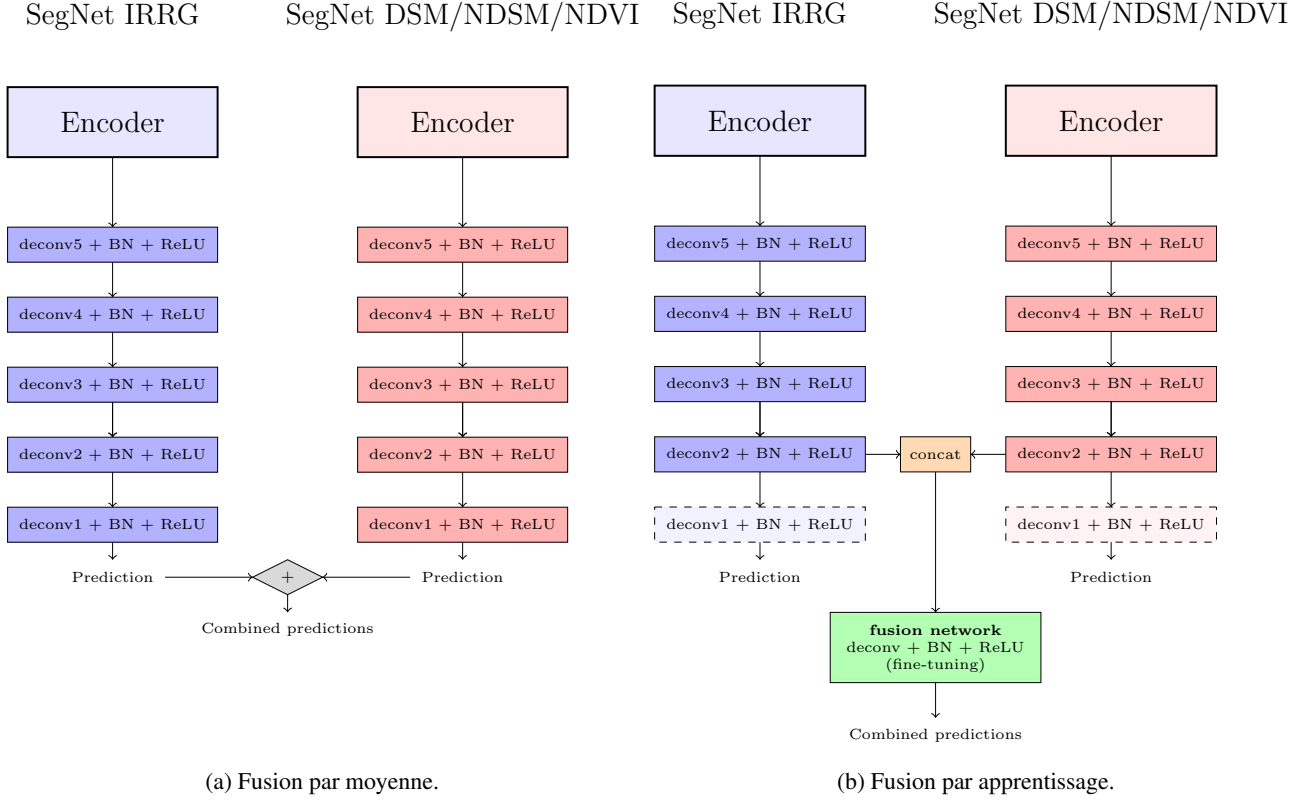 SegNet IRRG
SegNet DSM/NDSM/NDVI
Encoder
Encoder
deconv5 + BN + ReLU
deconv5 + BN + ReLU
deconv4 + BN + ReLU
deconv4 + BN + ReLU
deconv3 + BN + ReLU
deconv3 + BN + ReLU
deconv2 + BN + ReLU
deconv2 + BN + ReLU
deconv1 + BN + ReLU
deconv1 + BN + ReLU
Prediction
+
Prediction
Combined predictions
(a) Fusion par moyenne.
SegNet IRRG
SegNet DSM/NDSM/NDVI
Encoder
Encoder
deconv5 + BN + ReLU
deconv5 + BN + ReLU
deconv4 + BN + ReLU
deconv4 + BN + ReLU
deconv3 + BN + ReLU
deconv3 + BN + ReLU
deconv2 + BN + ReLU
concat
deconv2 + BN + ReLU
deconv1 + BN + ReLU
deconv1 + BN + ReLU
Prediction
Prediction
fusion network
deconv + BN + ReLU
(fine-tuning)
Combined predictions
(b) Fusion par apprentissage.